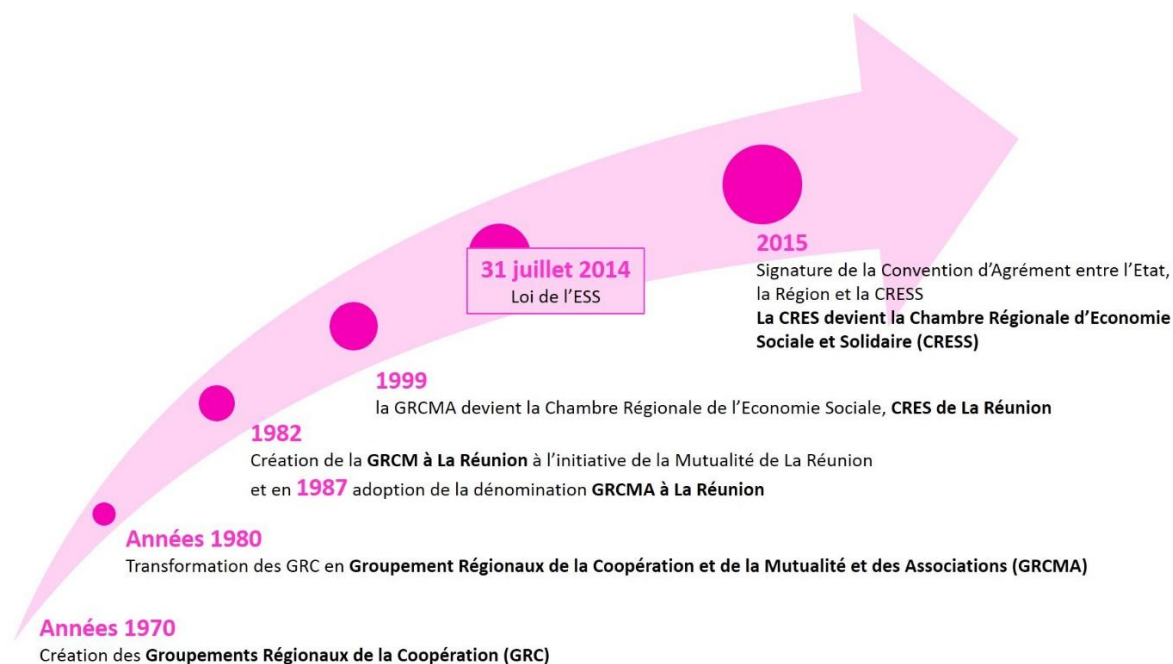 31 juillet 2014
Loi de l'ESS
2015
Signature de la Convention d'Agrément entre l'Etat,
la Région et la CRESS
La CRES devient la Chambre Régionale d'Economie
Sociale et Solidaire (CRESS)
1999
la GRCMA devient la Chambre Régionale de l'Economie Sociale, CRES de La Réunion
1982
Création de la GRCM à La Réunion à l'initiative de la Mutualité de La Réunion
et en 1987 adoption de la dénomination GRCMA à La Réunion
Années 1980
Transformation des GRC en Groupement Régionaux de la Coopération et de la Mutualité et des Associations (GRCMA)
Années 1970
Création des Groupements Régionaux de la Coopération (GRC)